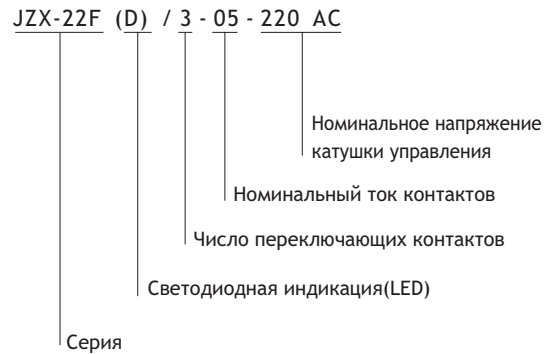 JZX-22F (D) / 3 - 05 - 220 AC
Номинальное напряжение
катушки управления
Номинальный ток контактов
Число переключающих контактов
Светодиодная индикация(LED)
Серия